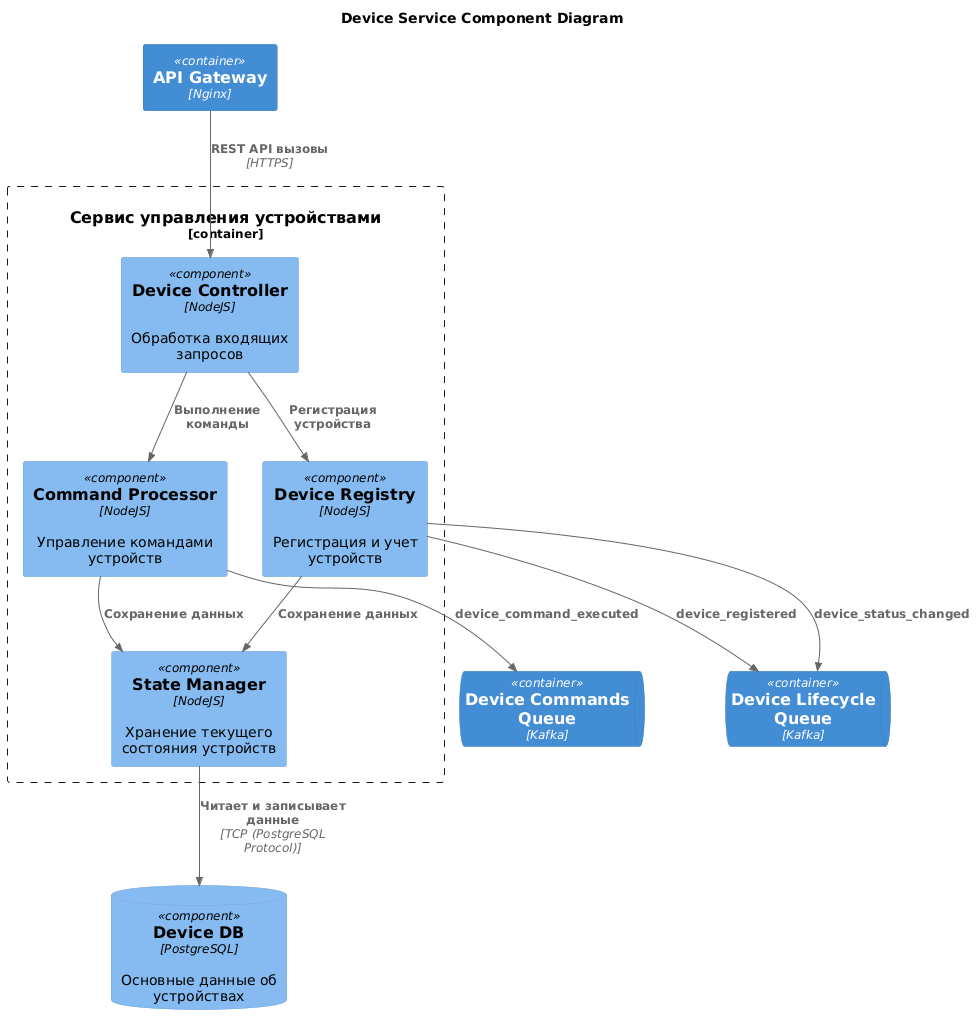 Device Service Component Diagram
«container»
API Gateway
[Nginx]
REST API вызовы
[HTTPS]
Сервис управления устройствами
[container]
«component»
Device Controller
[NodeJS]
Обработка входящих
запросов
Выполнение
команды
Регистрация
устройства
«component»
Command Processor
[NodeJS]
Управление командами
устройств
«component»
Device Registry
[NodeJS]
Регистрация и учет
устройств
Сохранение данных
Сохранение данных
device_command_executed
device_registered
device_status_changed
«component»
State Manager
[NodeJS]
Хранение текущего
состояния устройств
«container»
Device Commands
Queue
[Kafka]
«container»
Device Lifecycle
Queue
[Kafka]
Читает и записывает
данные
[TCP (PostgreSQL
Protocol)]
«component»
Device DB
[PostgreSQL]
Основные данные об
устройствах